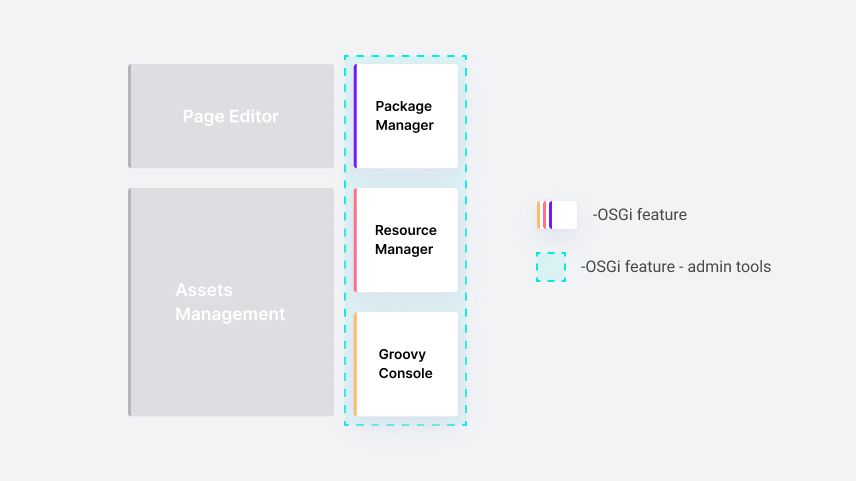 Page Editor
Package
Manager
Resource
Manager
Assets
Management
Groovy
Console
-OSGi feature
-OSGi feature - admin tools